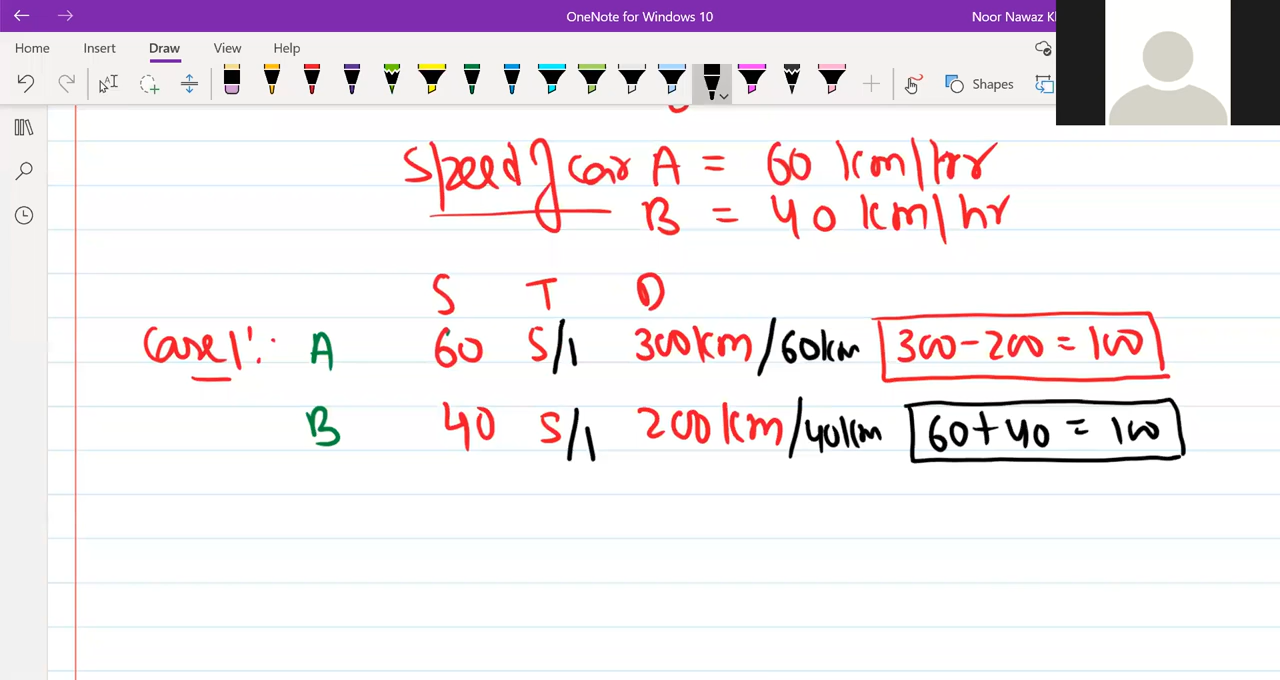 OneNote for Windows 10
Noor Nawaz Kh
Home Insert Draw View Help
Shapes
Speed of car A = 60 km/hr
B = 40 km/hr
S T D
Case 1: A 60 5/1 300km/60km 300-200=100
B 40 5/1 200km/40km 60+40=100